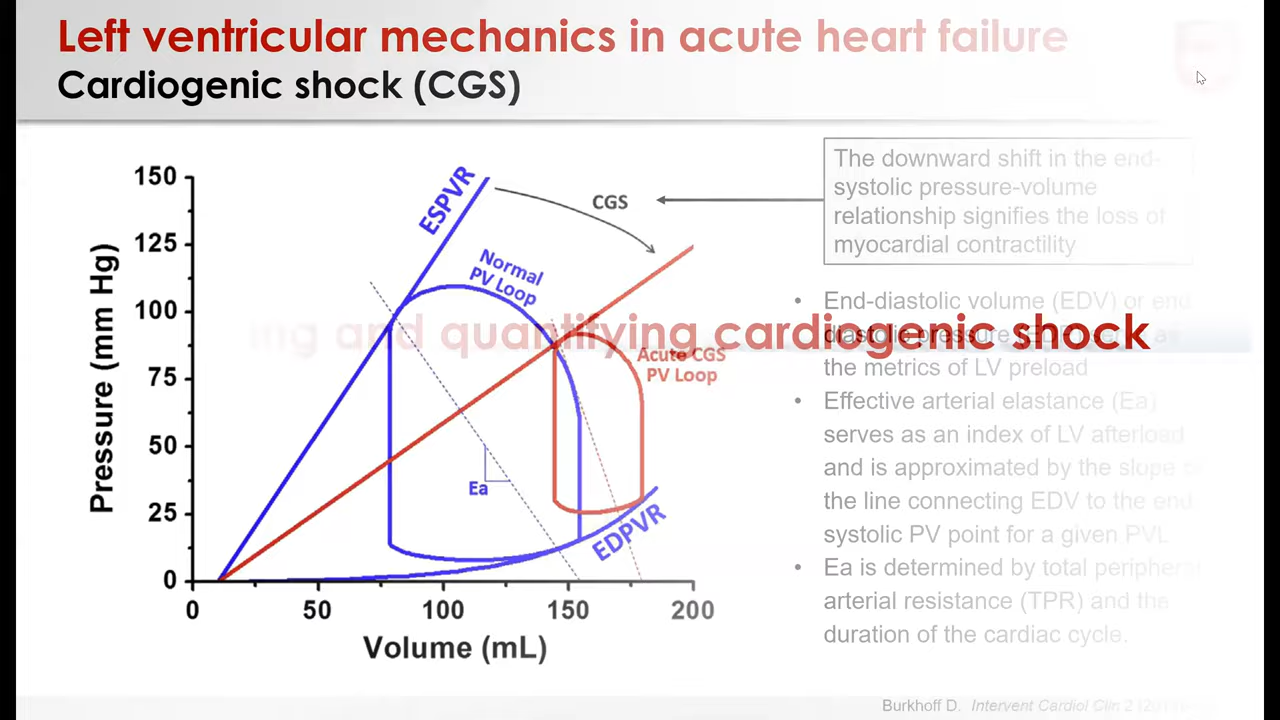 Left ventricular mechanics in acute heart failure
Cardiogenic shock (CGS)
150
125
100
75
50
25
0
Pressure (mm Hg)
0
50
100
150
200
Volume (mL)
ESPVR
CGS
Normal
PV Loop
Acute CGS
PV Loop
Ea
EDPVR
The downward shift in the end-
systolic pressure-volume
relationship signifies the loss of
myocardial contractility
ing and quantifying cardiogenic shock
• End-diastolic volume (EDV) or end
diastolic pressure
the metrics of LV preload
• Effective arterial elastance (Ea)
serves as an index of LV afterload
and is approximated by the slope
the line connecting EDV to the end
systolic PV point for a given PVL
• Ea is determined by total peripheral
arterial resistance (TPR) and the
duration of the cardiac cycle.
Burkhoff D. Intervent Cardiol Clin 2